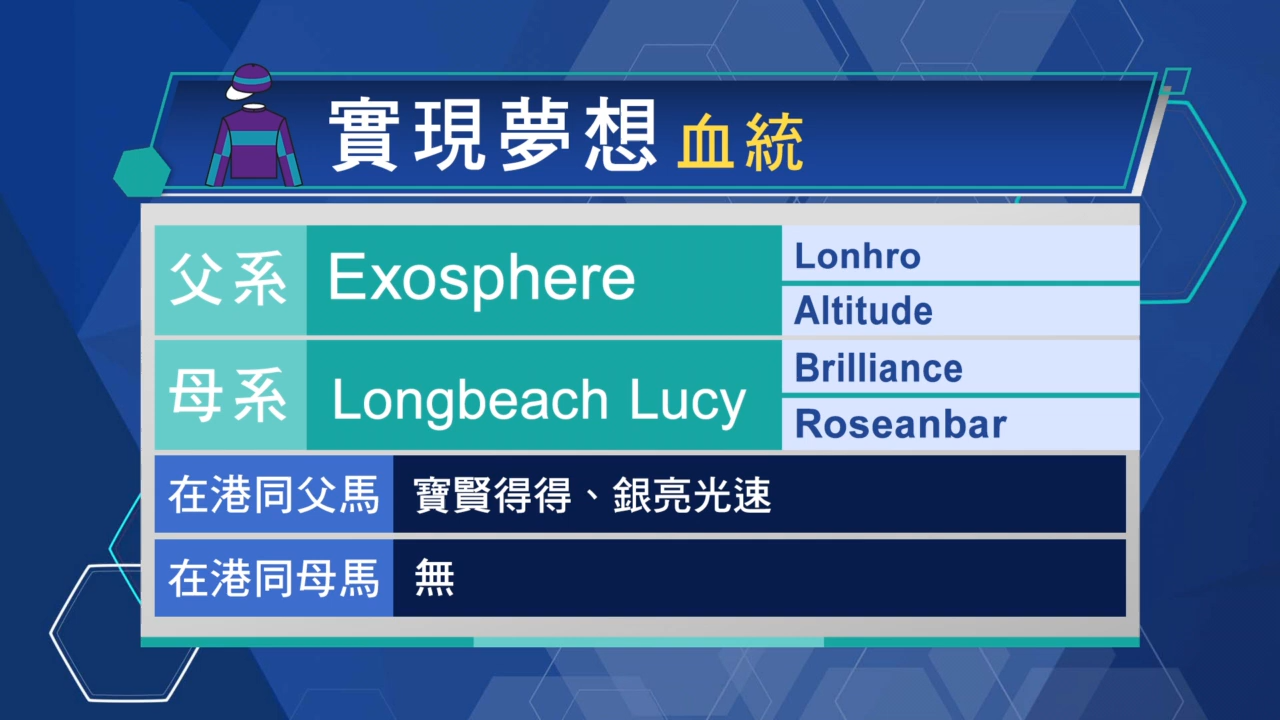 實現夢想 血統
父系 Exosphere
Lonhro
Altitude
母系 Longbeach Lucy
Brilliance
Roseanbar
在港同父馬 寶賢得得、銀亮光速
在港同母馬 無